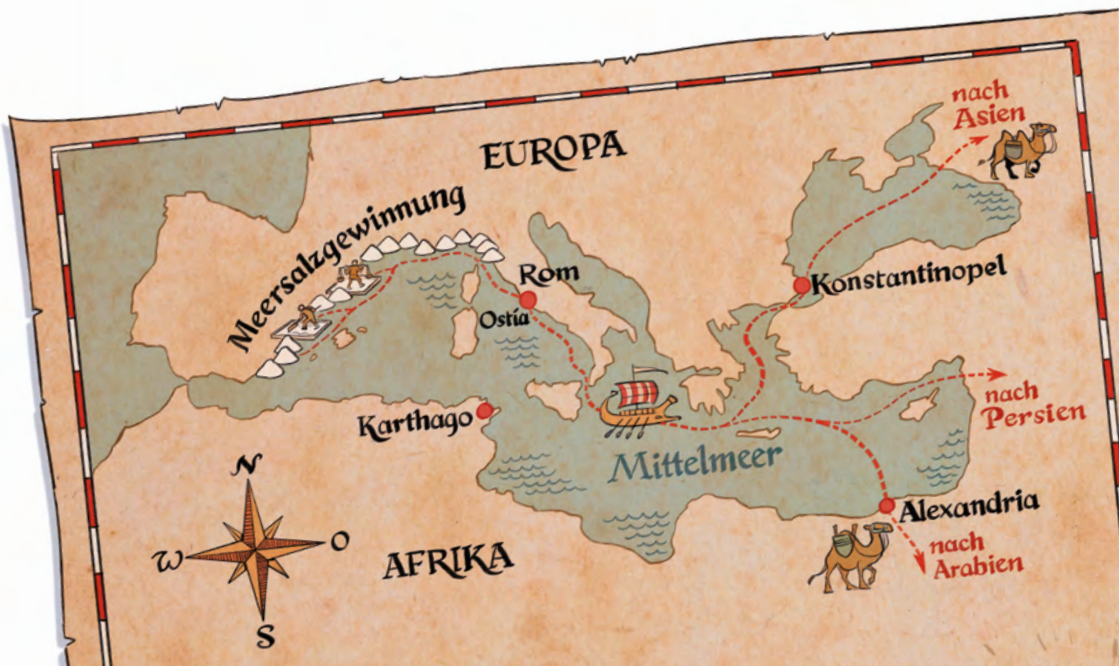 nach
Asien
EUROPA
Meersalzgewinnung
Rom
Konstantinopel
Ostia
nach
Persien
Karthago
Mittelmeer
N
W
O
S
Alexandria
AFRIKA
nach
Arabien